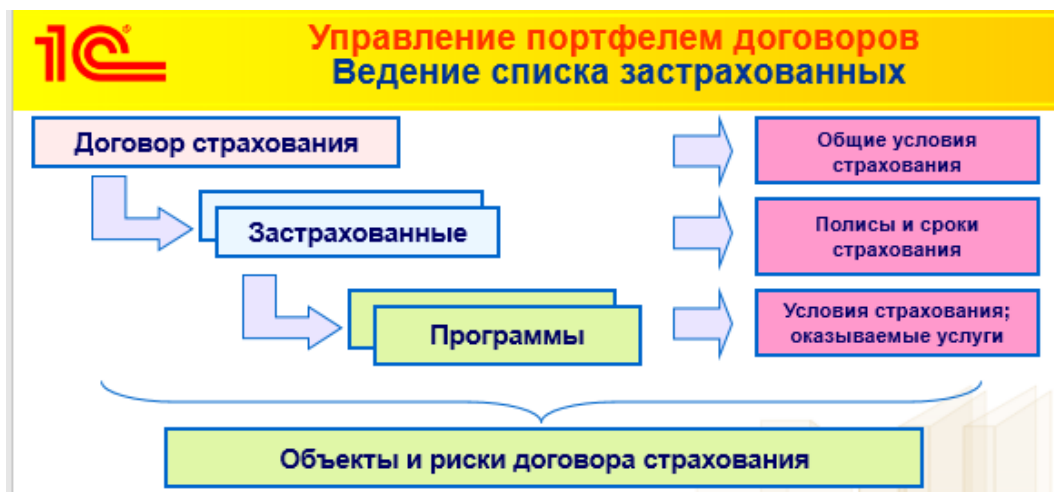 1С
Управление портфелем договоров
Ведение списка застрахованных
Договор страхования
Общие условия
страхования
Застрахованные
Полисы и сроки
страхования
Программы
Условия страхования;
оказываемые услуги
Объекты и риски договора страхования